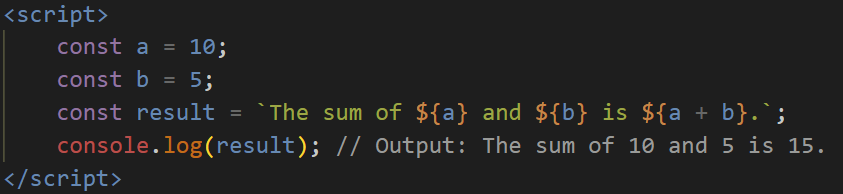 <script>
    const a = 10;
    const b = 5;
    const result = `The sum of ${a} and ${b} is ${a + b}.`;
    console.log(result); // Output: The sum of 10 and 5 is 15.
</script>